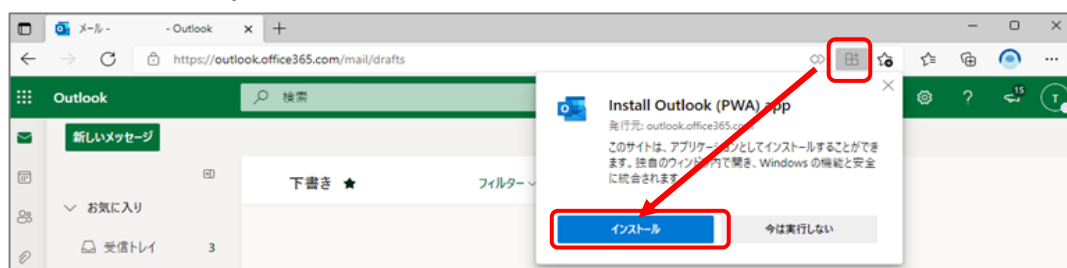 メール - - Outlook
https://outlook.office365.com/mail/drafts
Outlook
検索
15
T
新しいメッセージ
下書き ★
フィルター
お気に入り
受信トレイ 3
Install Outlook (PWA) app
発行元: outlook.office365.com
このサイトは、アプリケーションとしてインストールすることができ
ます。独自のウィンドウ内で開き、Windows の機能と安全
に統合されます。
インストール
今は実行しない